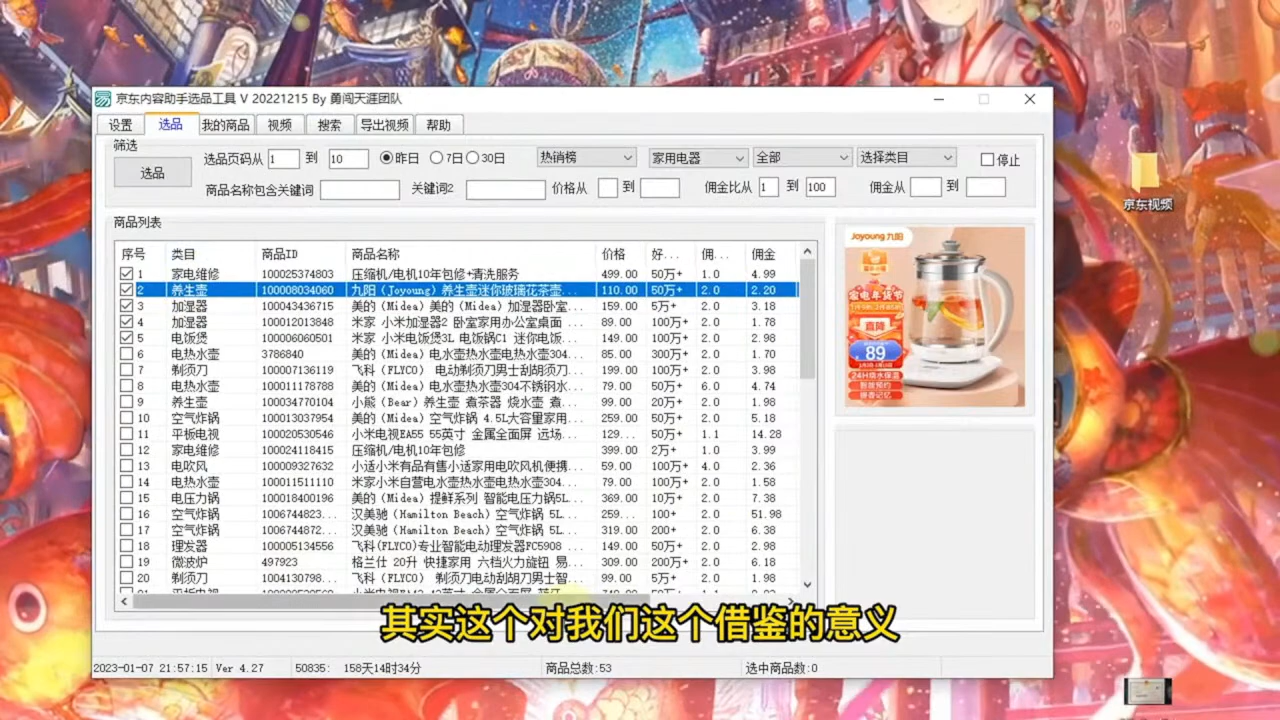 京东内容助手选品工具 V 20221215 By 勇闯天涯团队
设置 选品 我的商品 视频 搜索 导出视频 帮助
筛选
选品 选品页码从 1 到 10 昨日 7日 30日 热销榜 家用电器 全部 选择类目 停止
商品名称包含关键词 关键词2 价格从 到 佣金比从 1 到 100 佣金从 到
商品列表
序号 类目 商品ID 商品名称 价格 好... 佣... 佣金
1 家电维修 100025374803 压缩机/电机10年包修+清洗服务 499.00 50万+ 1.0 4.99
2 养生壶 100008034060 九阳（Joyoung）养生壶迷你玻璃花茶壶... 110.00 50万+ 2.0 2.20
3 加湿器 100043436715 美的（Midea）美的（Midea）加湿器卧室... 159.00 5万+ 2.0 3.18
4 加湿器 100012013848 米家 小米加湿器2 卧室家用办公室桌面 ... 89.00 100万+ 2.0 1.78
5 电饭煲 100006060501 米家 小米电饭煲3L 电饭锅C1 迷你电饭... 149.00 100万+ 2.0 2.98
6 电热水壶 3786840 美的（Midea）电水壶热水壶电热水壶304... 85.00 300万+ 2.0 1.70
7 剃须刀 100007136119 飞科（FLYCO） 电动剃须刀男士刮胡刀... 199.00 100万+ 2.0 3.98
8 电热水壶 100011178798 美的（Midea）电水壶热水壶304不锈钢水... 79.00 50万+ 6.0 4.74
9 养生壶 100034770104 小熊（Bear）养生壶 煮茶器 烧水壶 煮... 99.00 20万+ 2.0 1.98
10 空气炸锅 100013037954 美的（Midea）空气炸锅 4.5L大容量家用... 259.00 50万+ 2.0 5.18
11 平板电视 100020530546 小米电视EA55 55英寸 金属全面屏 远场... 129... 50万+ 1.1 14.28
12 家电维修 100024118415 压缩机/电机10年包修 399.00 2万+ 1.0 3.99
13 电吹风 100009327632 小适小米有品有售小适家用电吹风机便携... 59.00 100万+ 4.0 2.36
14 电热水壶 100011511110 米家小米自营电水壶热水壶电热水壶304... 79.00 100万+ 2.0 1.58
15 电压力锅 100018400196 美的（Midea）提鲜系列 智能电压力锅5L... 369.00 10万+ 2.0 7.38
16 空气炸锅 1006744823... 汉美驰（Hamilton Beach）空气炸锅 5L... 259... 100+ 2.0 51.98
17 空气炸锅 1006744872... 汉美驰（Hamilton Beach）空气炸锅 5L... 319.00 200+ 2.0 6.38
18 理发器 100005134556 飞科(FLYCO)专业智能电动理发器FC5908 ... 149.00 50万+ 2.0 2.98
19 微波炉 497923 格兰仕 20升 快捷家用 六档火力旋钮 易... 309.00 200万+ 2.0 6.18
20 剃须刀 1004130798... 飞科（FLYCO） 剃须刀电动刮胡刀男士智... 99.00 5万+ 2.0 1.98
Joyoung 九阳
家电年货节
直降
89
24H烧水保温
智能预约
京东视频
其实这个对我们这个借鉴的意义
2023-01-07 21:57:15 Ver 4.27 50835: 158天14时34分 商品总数:53 选中商品数:0